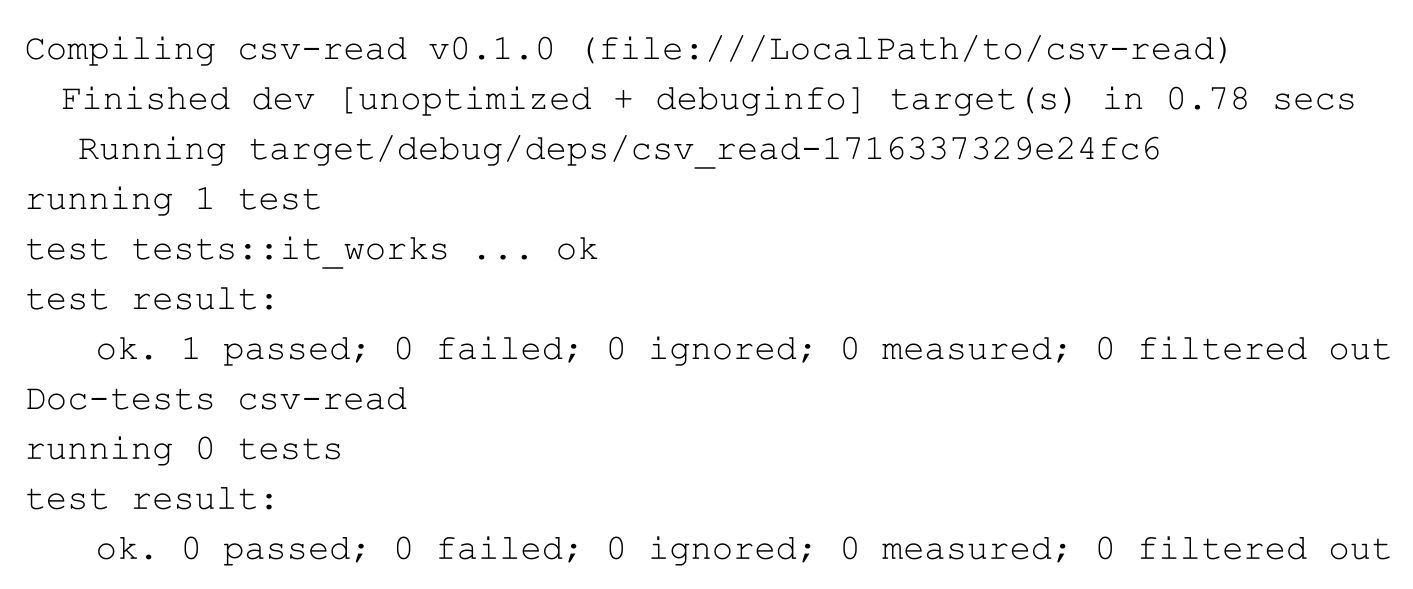 Compiling csv-read v0.1.0 (file:///LocalPath/to/csv-read)
Finished dev [unoptimized + debuginfo] target(s) in 0.78 secs
Running target/debug/deps/csv_read-1716337329e24fc6
running 1 test
test tests::it_works ... ok
test result:
ok. 1 passed; 0 failed; 0 ignored; 0 measured; 0 filtered out
Doc-tests csv-read
running 0 tests
test result:
ok. 0 passed; 0 failed; 0 ignored; 0 measured; 0 filtered out